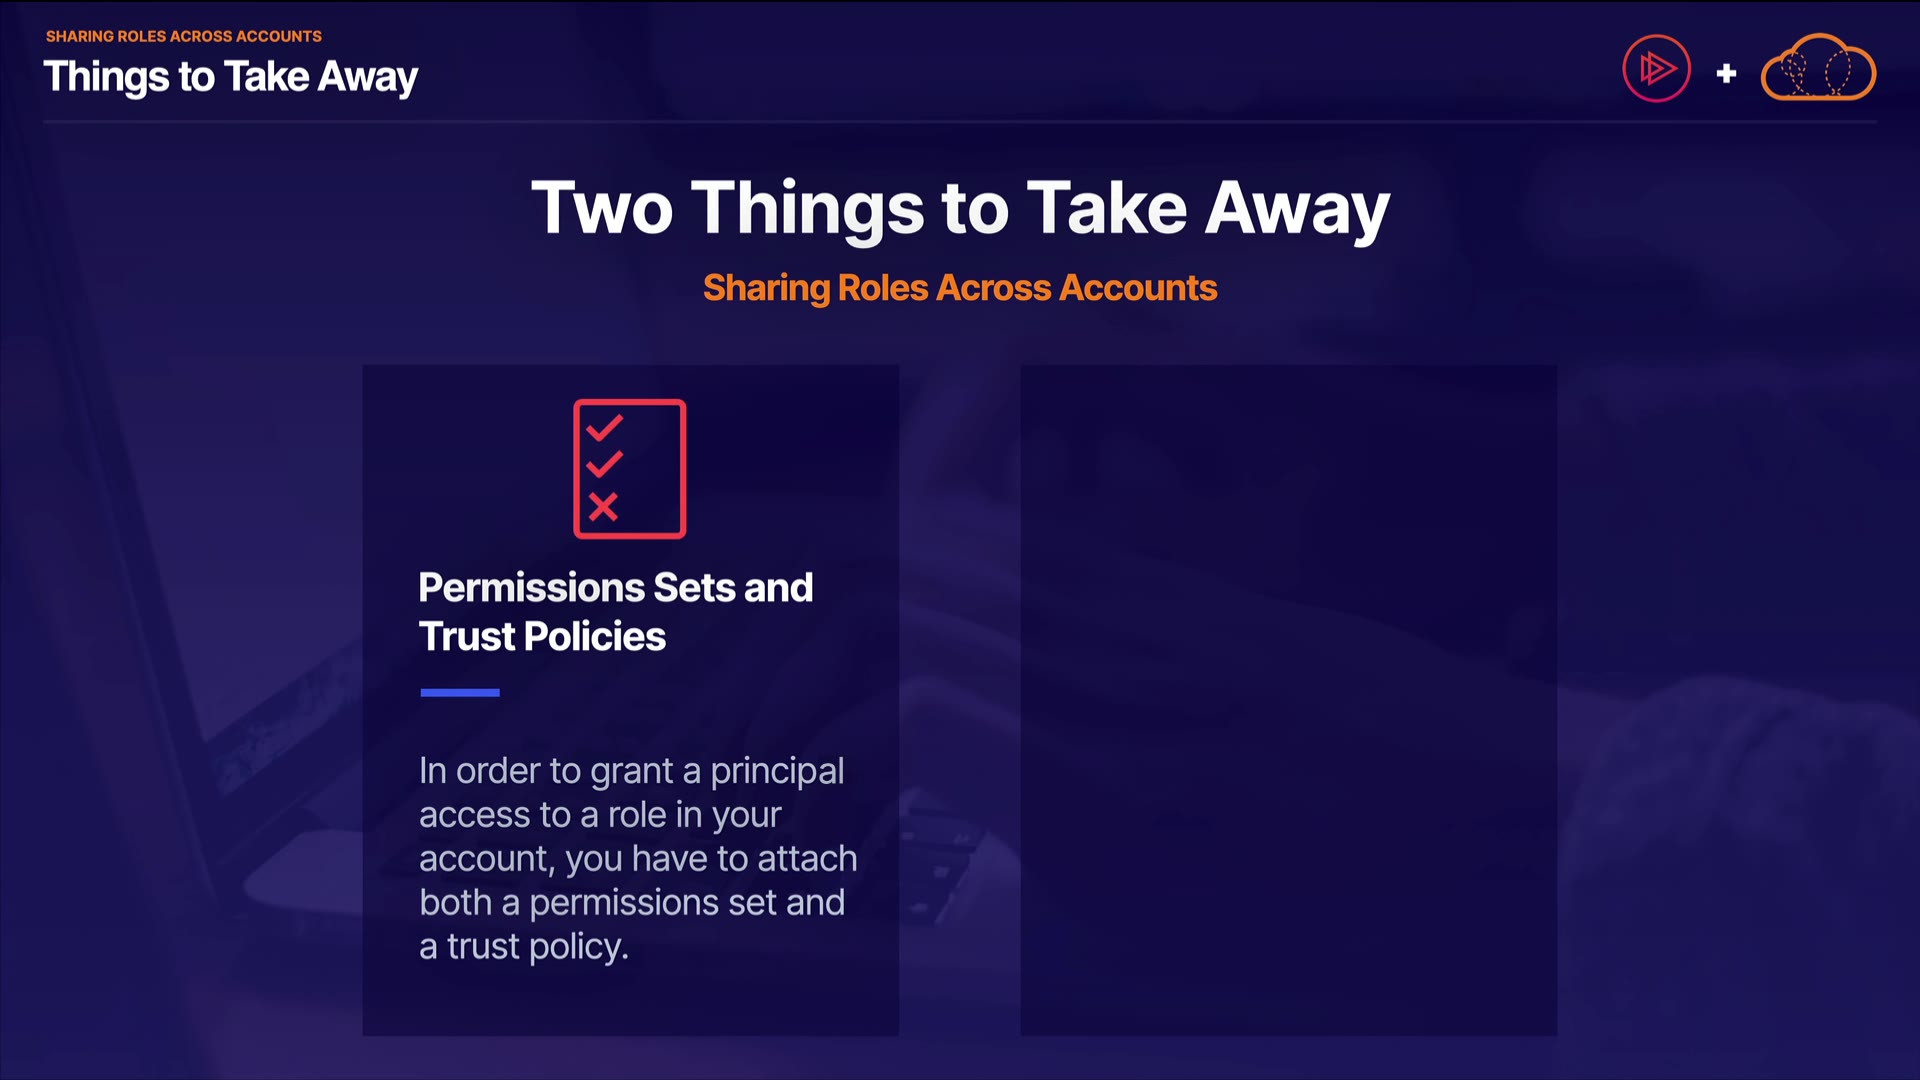 SHARING ROLES ACROSS ACCOUNTS
Things to Take Away
Two Things to Take Away
Sharing Roles Across Accounts
Permissions Sets and
Trust Policies
In order to grant a principal
access to a role in your
account, you have to attach
both a permissions set and
a trust policy.